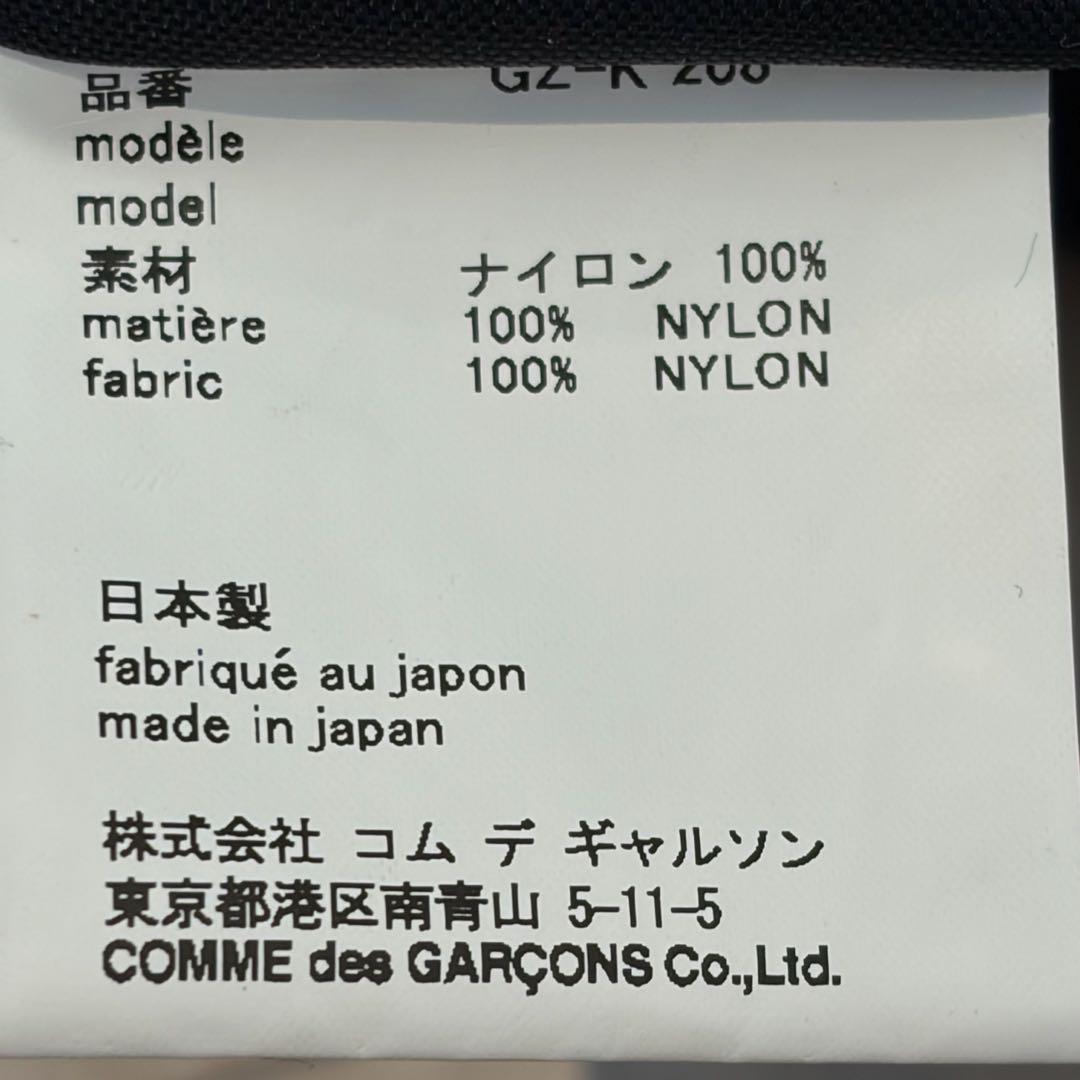 品番
modèle
model
素材 ナイロン 100%
matière 100% NYLON
fabric 100% NYLON
日本製
fabriqué au japon
made in japan
株式会社 コム デ ギャルソン
東京都港区南青山 5-11-5
COMME des GARÇONS Co.,Ltd.